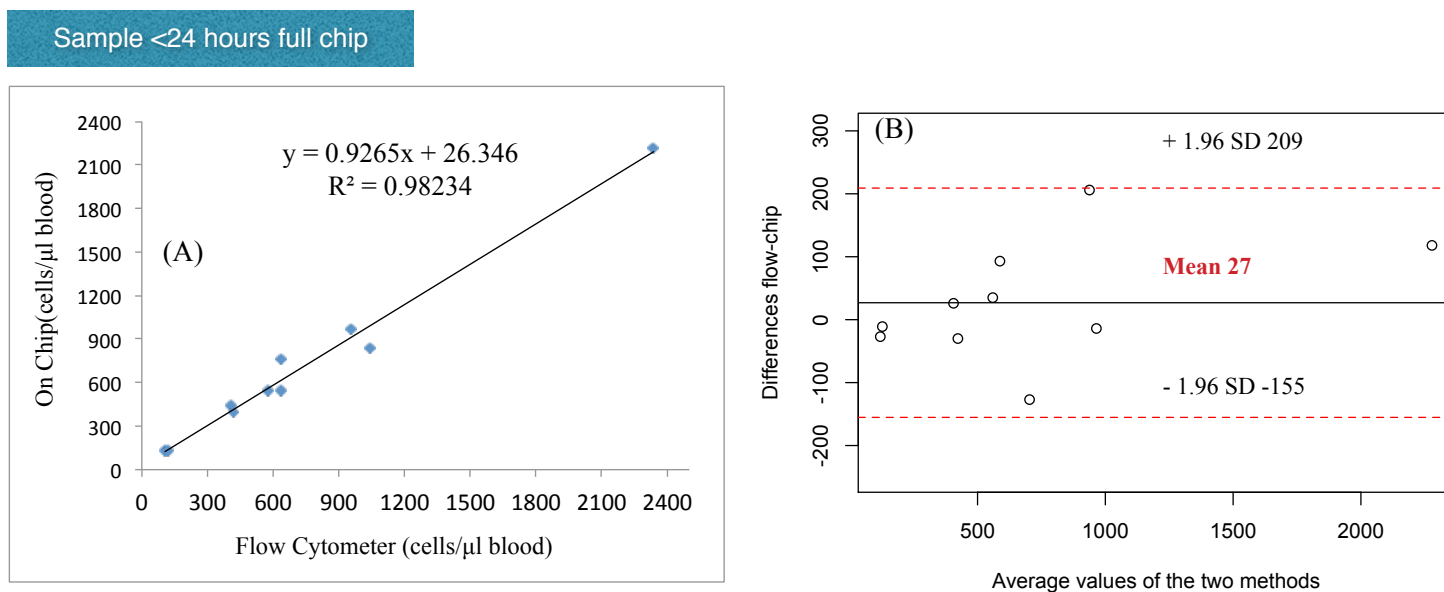 Sample <24 hours full chip
(A)
y = 0.9265x + 26.346
R² = 0.98234
On Chip(cells/µl blood)
2400
2100
1800
1500
1200
900
600
300
0
0 300 600 900 1200 1500 1800 2100 2400
Flow Cytometer (cells/µl blood)
(B)
+ 1.96 SD 209
Mean 27
- 1.96 SD -155
Differences flow-chip
300
200
100
0
-100
-200
500 1000 1500 2000
Average values of the two methods